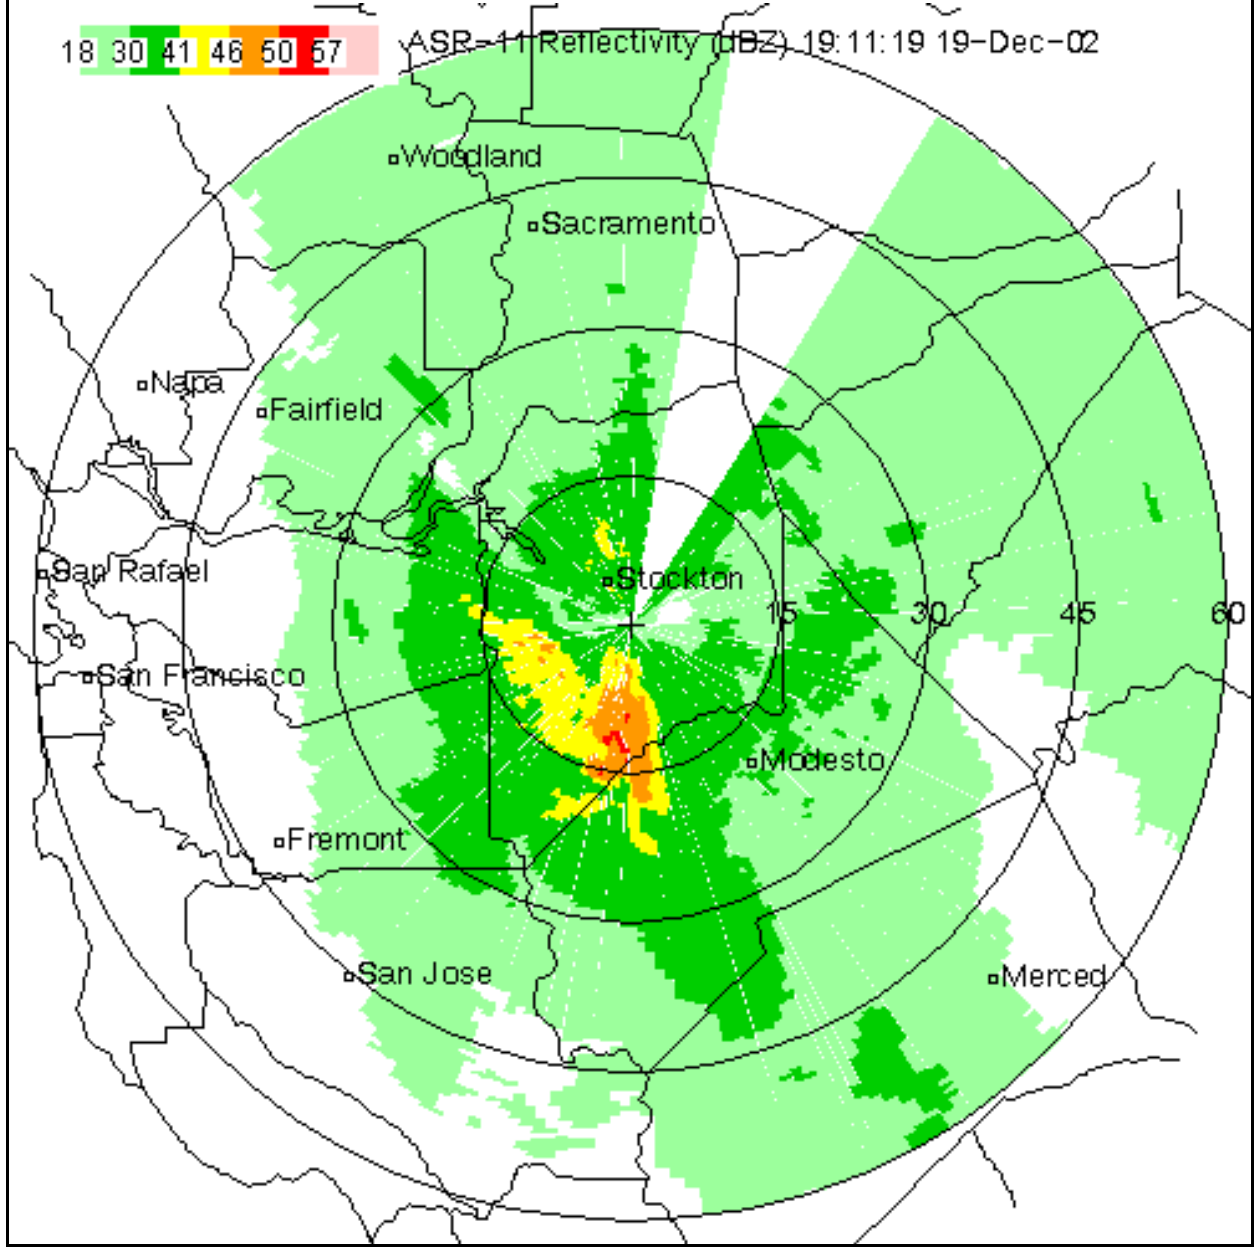 ASR-11 Reflectivity (dBZ) 19:11:19 19-Dec-02
18 30 41 46 50 57
Woodland
Sacramento
Napa
Fairfield
San Rafael
Stockton
15 30 45 60
San Francisco
Modesto
Fremont
San Jose
Merced